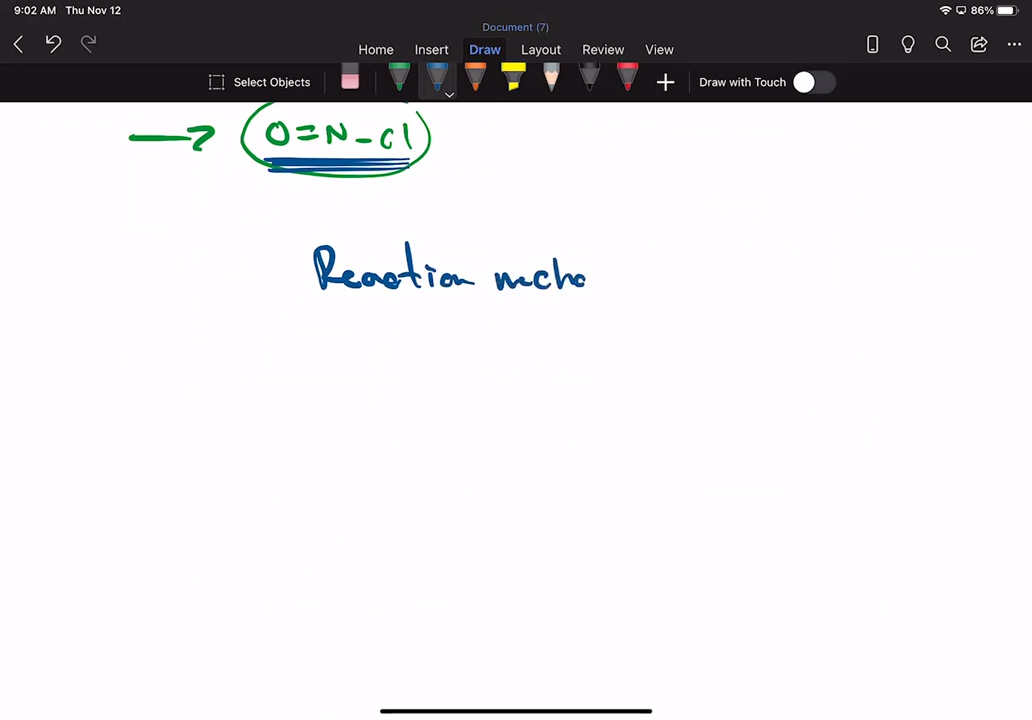 9:02 AM Thu Nov 12 86%
Document (7)
Home Insert Draw Layout Review View
Select Objects Draw with Touch
O=N-Cl
Reaction mcha